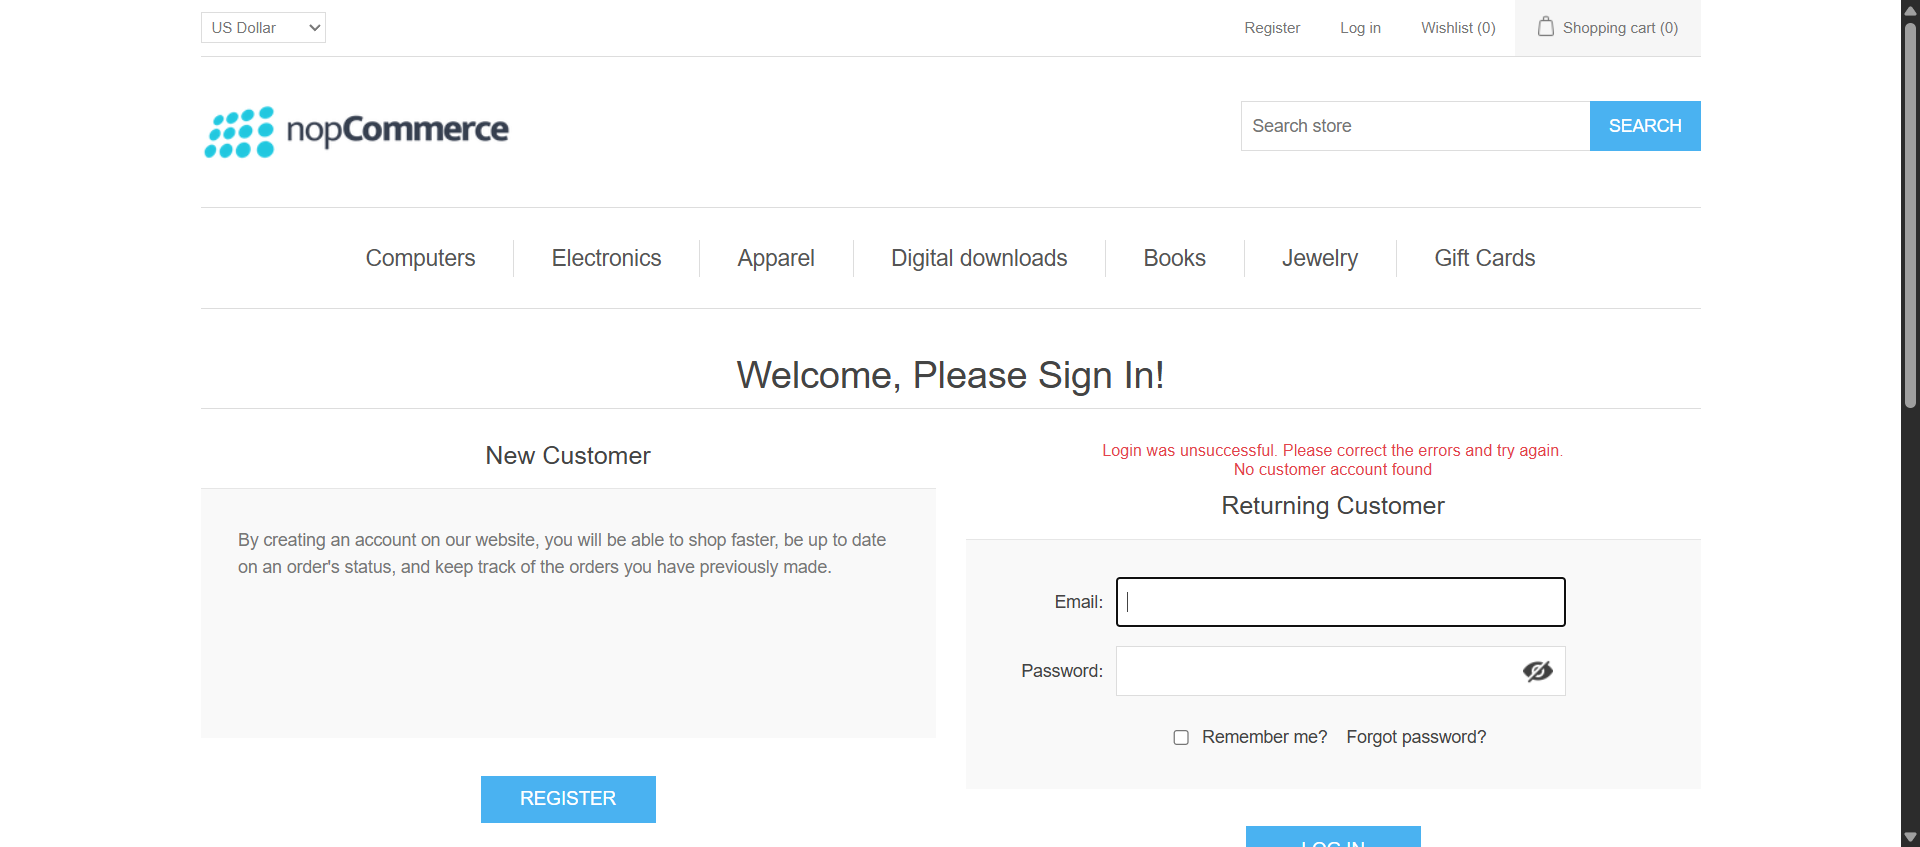 US Dollar
Register
Log in
Wishlist (0)
Shopping cart (0)
nopCommerce
Search store
SEARCH
Computers
Electronics
Apparel
Digital downloads
Books
Jewelry
Gift Cards
Welcome, Please Sign In!
New Customer
By creating an account on our website, you will be able to shop faster, be up to date
on an order's status, and keep track of the orders you have previously made.
REGISTER
Login was unsuccessful. Please correct the errors and try again.
No customer account found
Returning Customer
Email:
Password:
Remember me?
Forgot password?
LOG IN